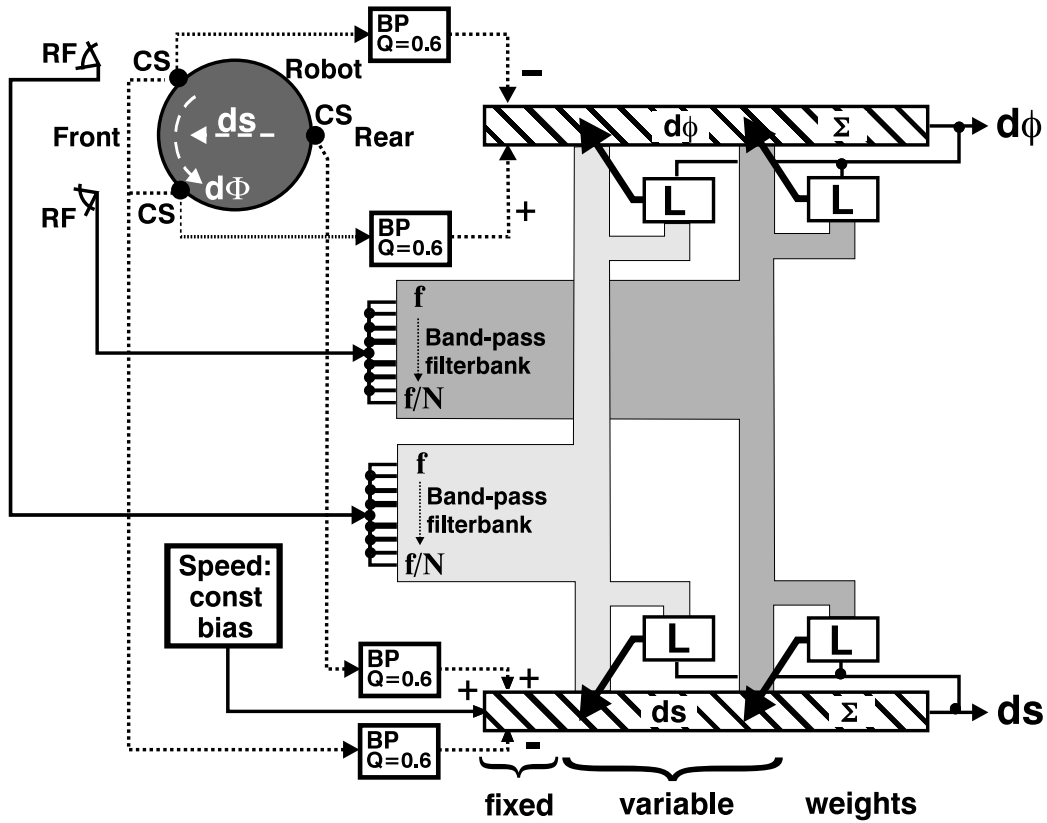 BP
Q=0.6
RF
CS
Robot
−
ds
CS
dϕ
Σ
dϕ
Front
Rear
dΦ
L
L
RF
CS
BP
Q=0.6
+
f
Band-pass
filterbank
f/N
f
Band-pass
filterbank
f/N
Speed:
const
bias
L
L
BP
Q=0.6
+
+
ds
Σ
ds
BP
Q=0.6
-
fixed
variable
weights